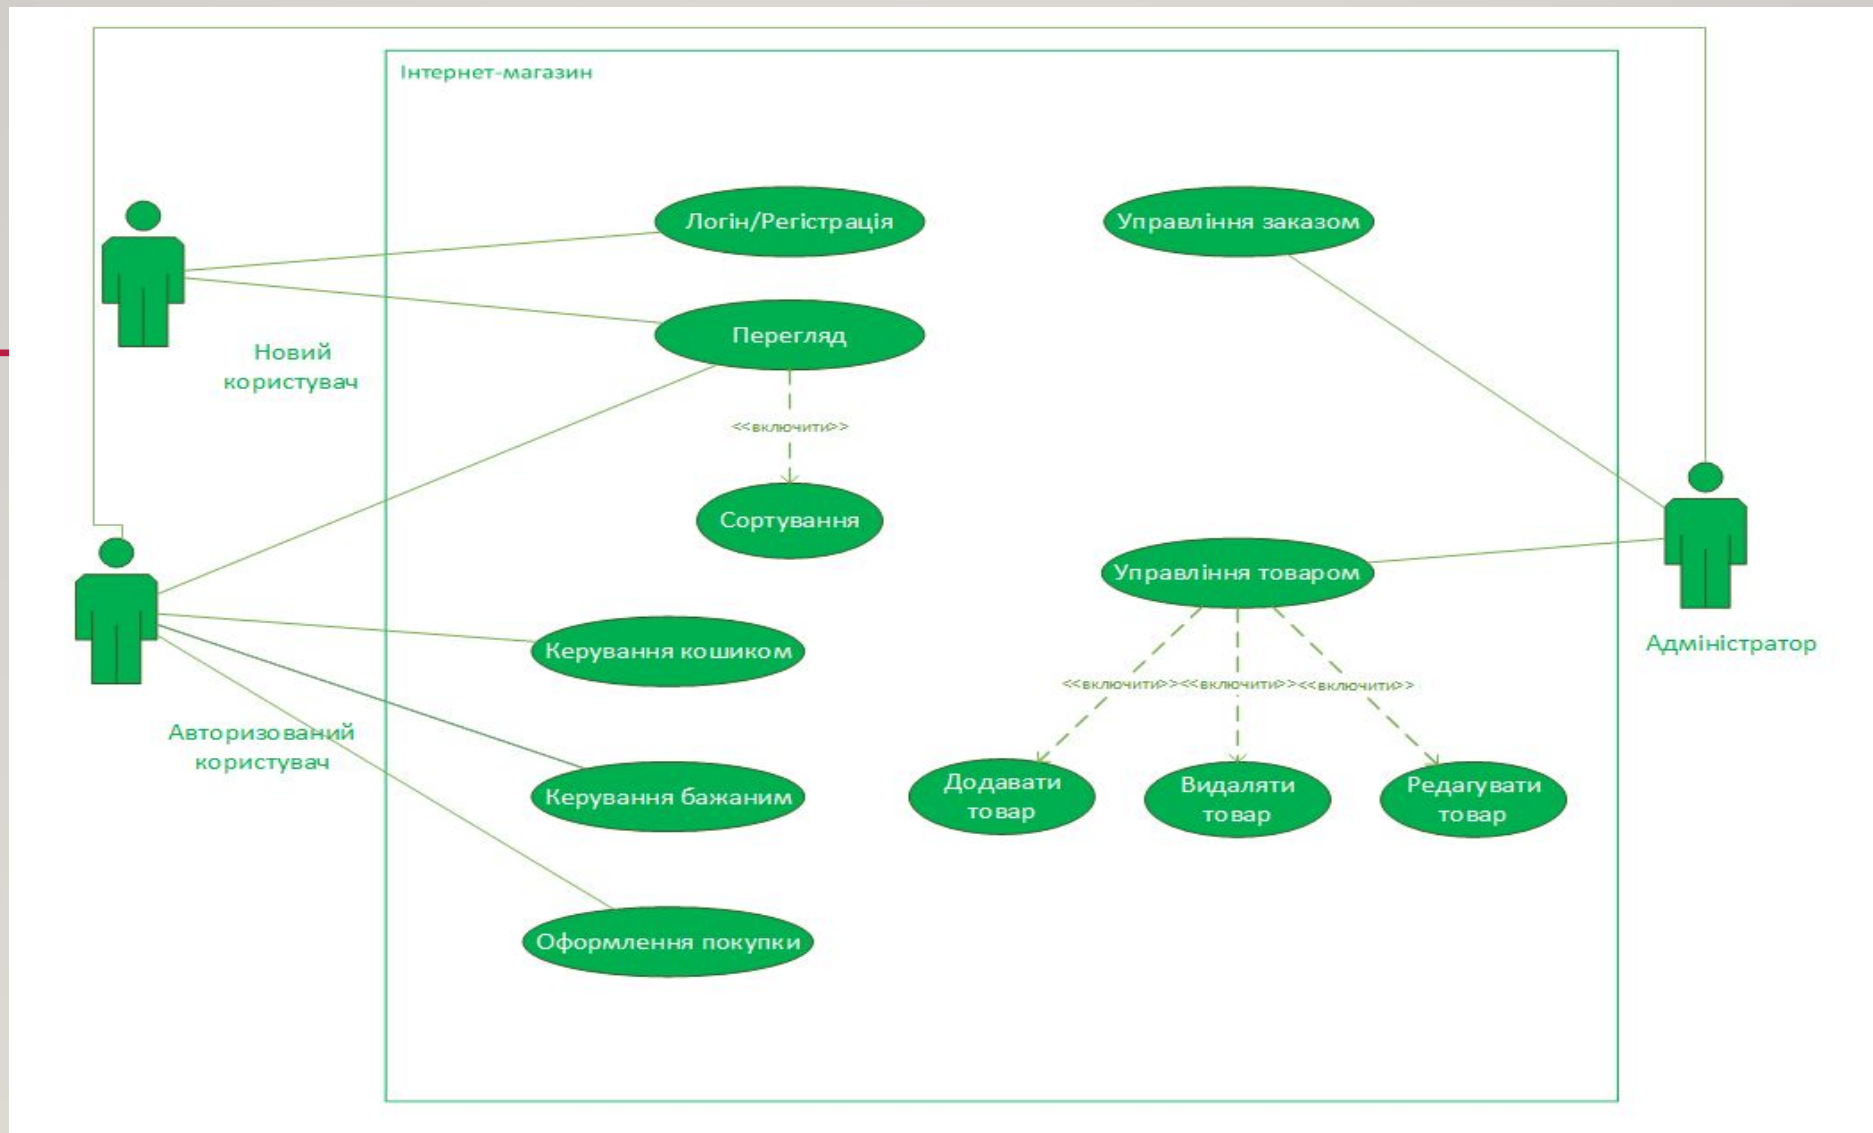 Інтернет-магазин
Логін/Регістрація
Управління заказом
Перегляд
Новий
користувач
<<включити>>
Сортування
Управління товаром
Адміністратор
Керування кошиком
<<включити>><<включити>><<включити>>
Авторизований
користувач
Керування бажаним
Додавати
товар
Видаляти
товар
Редагувати
товар
Оформлення покупки